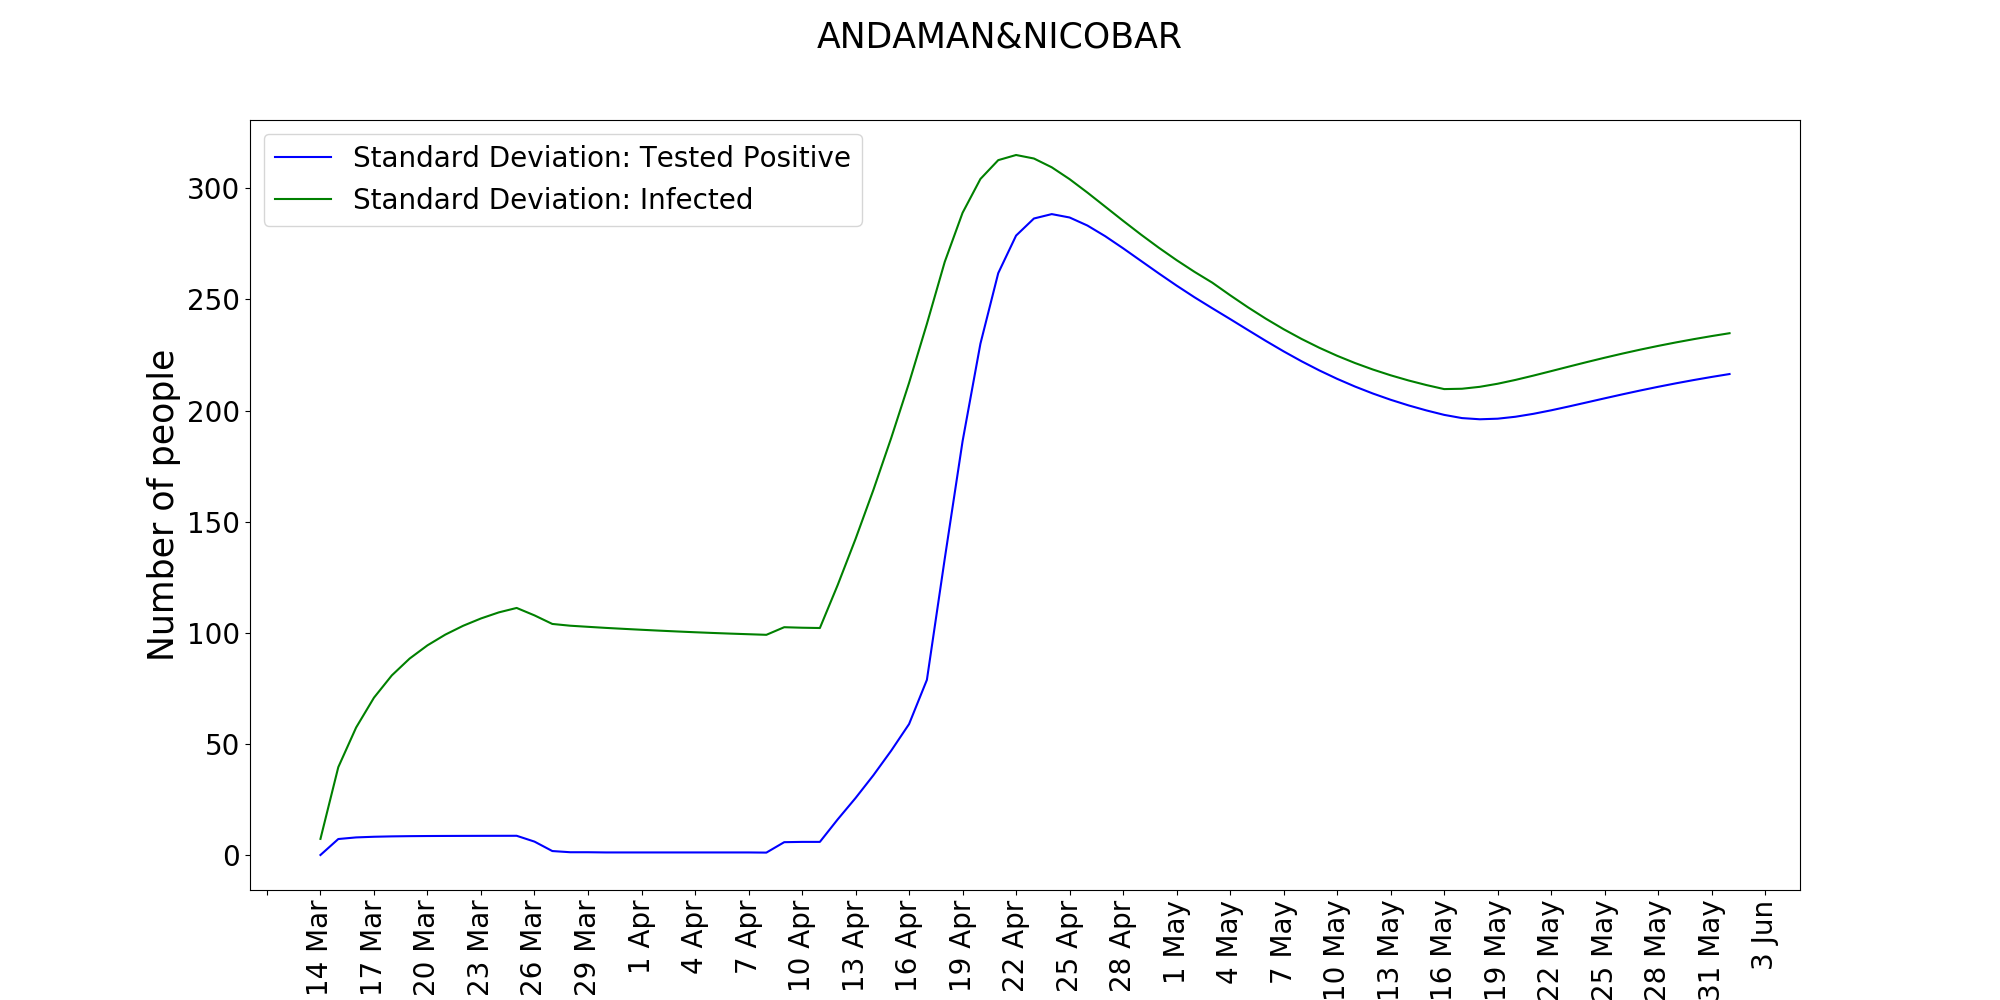 ANDAMAN&NICOBAR
Standard Deviation: Tested Positive
Standard Deviation: Infected
Number of people
300
250
200
150
100
50
0
14 Mar
17 Mar
20 Mar
23 Mar
26 Mar
29 Mar
1 Apr
4 Apr
7 Apr
10 Apr
13 Apr
16 Apr
19 Apr
22 Apr
25 Apr
28 Apr
1 May
4 May
7 May
10 May
13 May
16 May
19 May
22 May
25 May
28 May
31 May
3 Jun